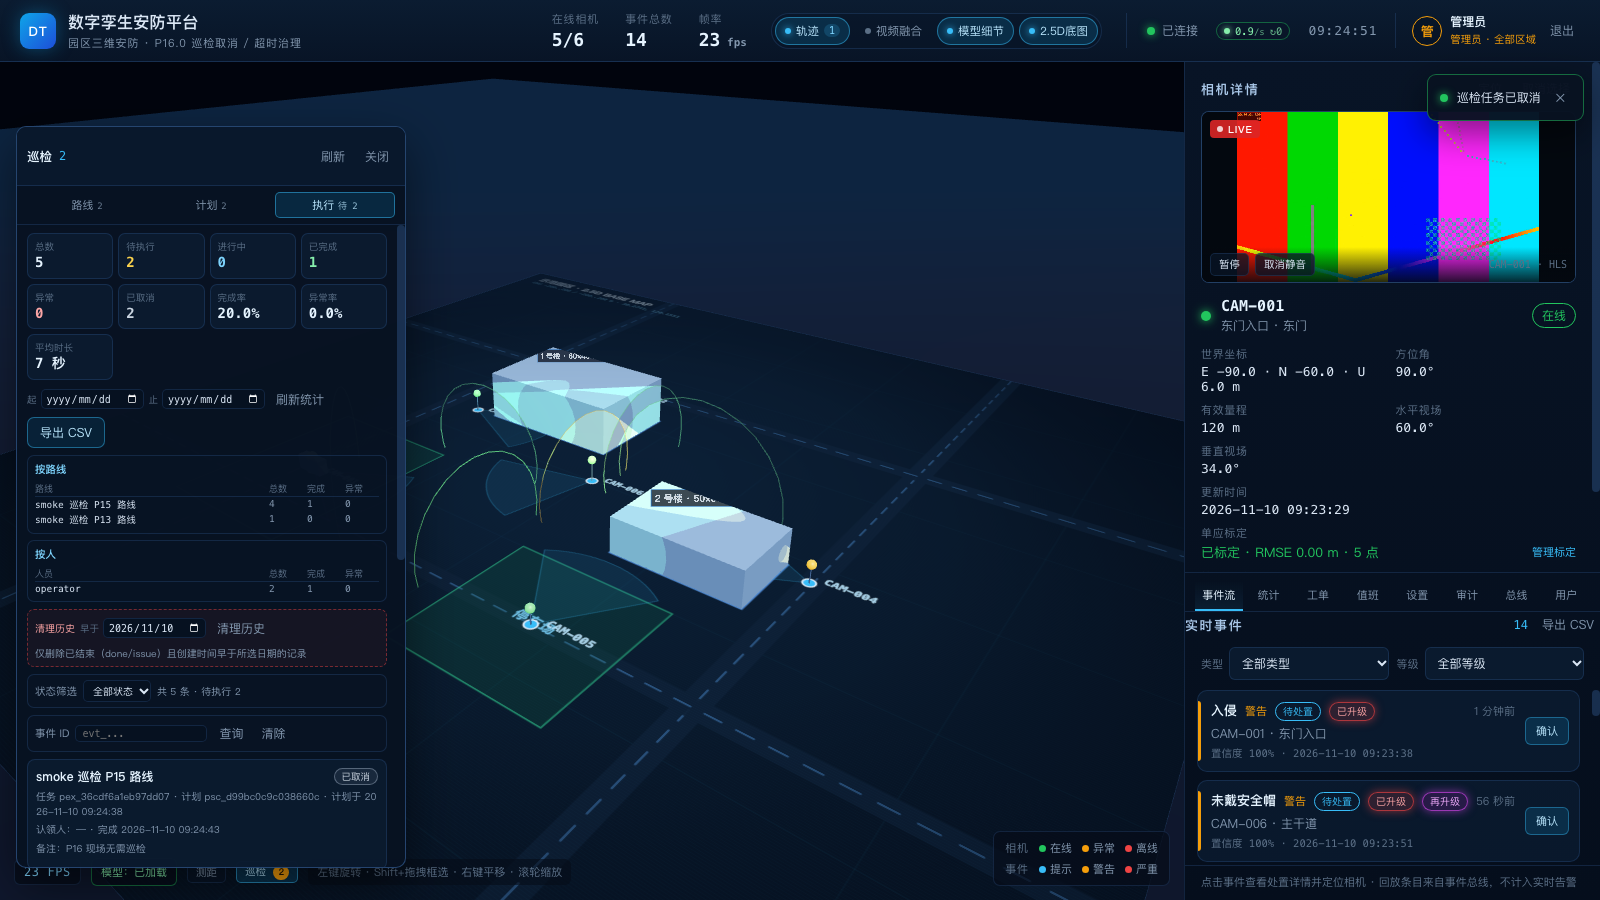 DT
数字孪生安防平台
园区三维安防 · P16.0 巡检取消 / 超时治理
在线相机 事件总数 帧率
5/6 14 23 fps
轨迹 1 视频融合 模型细节 2.5D底图
已连接 0.9/s ↻0 09:24:51
管 管理员
管理员 · 全部区域
退出
巡检 2 刷新 关闭
路线 2 计划 2 执行 待 2
总数 待执行 进行中 已完成
5 2 0 1
异常 已取消 完成率 异常率
0 2 20.0% 0.0%
平均时长
7 秒
起 yyyy/mm/dd 止 yyyy/mm/dd 刷新统计
导出 CSV
按路线
路线 总数 完成 异常
smoke 巡检 P15 路线 4 1 0
smoke 巡检 P13 路线 1 0 0
按人
人员 总数 完成 异常
operator 2 1 0
清理历史 早于 2026/11/10 清理历史
仅删除已结束（done/issue）且创建时间早于所选日期的记录
状态筛选 全部状态 共 5 条 · 待执行 2
事件 ID evt_... 查询 清除
smoke 巡检 P15 路线 已取消
任务 pex_36cdf6a1eb97dd07 · 计划 psc_d99bc0c9c038660c · 计划于 20
26-11-10 09:24:38
认领人: — · 完成 2026-11-10 09:24:43
备注: P16 现场无需巡检
23 FPS 模型: 已加载 测距 巡检 2 左键旋转 · Shift+拖拽框选 · 右键平移 · 滚轮缩放
2.5D BASE MAP
1 号楼 · 60x
CAM-006
2 号楼 · 50x
CAM-004
CAM-005
相机 在线 异常 离线
事件 提示 警告 严重
相机详情
巡检任务已取消 ×
LIVE
暂停 取消静音 HLS
CAM-001 在线
东门入口 · 东门
世界坐标 方位角
E -90.0 · N -60.0 · U 90.0°
6.0 m
有效量程 水平视场
120 m 60.0°
垂直视场
34.0°
更新时间
2026-11-10 09:23:29
单应标定
已标定 · RMSE 0.00 m · 5 点 管理标定
事件流 统计 工单 值班 设置 审计 总线 用户
实时事件 14 导出 CSV
类型 全部类型 等级 全部等级
入侵 警告 待处置 已升级 1 分钟前
CAM-001 · 东门入口 确认
置信度 100% · 2026-11-10 09:23:38
未戴安全帽 警告 待处置 已升级 再升级 56 秒前
CAM-006 · 主干道 确认
置信度 100% · 2026-11-10 09:23:51
点击事件查看处置详情并定位相机 · 回放条目来自事件总线，不计入实时告警